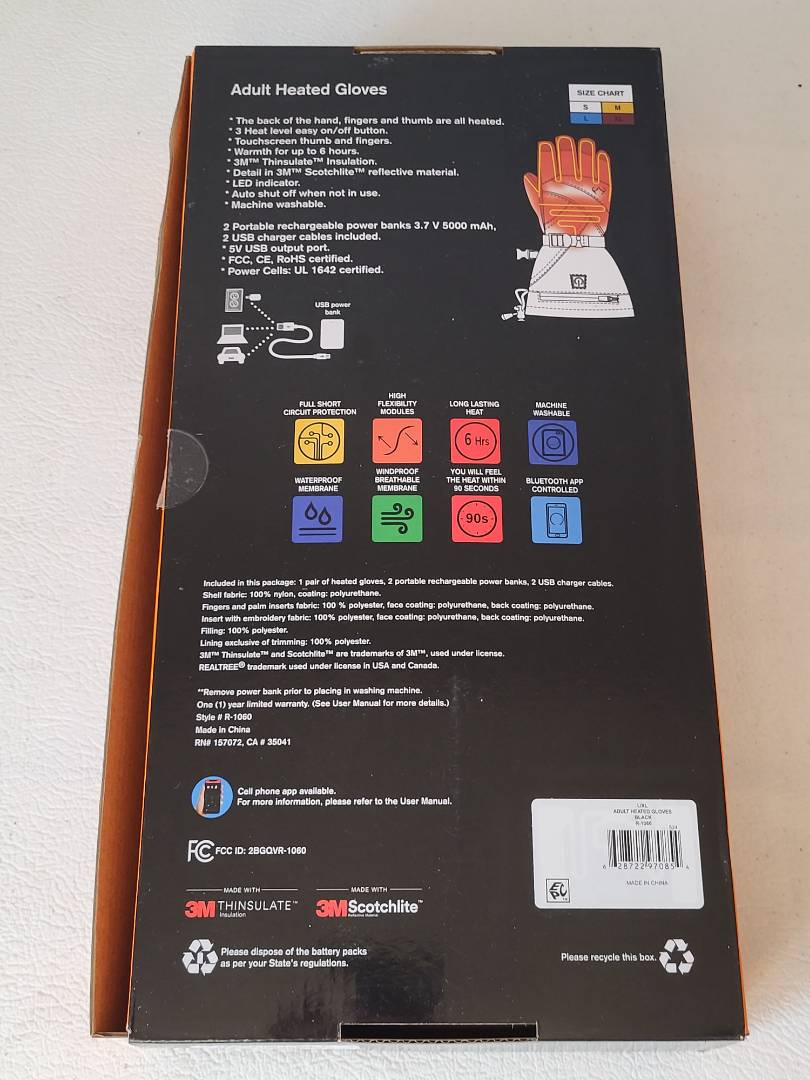 Adult Heated Gloves
* The back of the hand, fingers and thumb are all heated.
* 3 Heat level easy on/off button.
* Touchscreen thumb and fingers.
* Warmth for up to 6 hours.
* 3M™ Thinsulate™ Insulation.
* Detail in 3M™ Scotchlite™ reflective material.
* LED indicator.
* Auto shut off when not in use.
* Machine washable.
2 Portable rechargeable power banks 3.7 V 5000 mAh,
2 USB charger cables included.
* 5V USB output port.
* FCC, CE, RoHS certified.
* Power Cells: UL 1642 certified.
SIZE CHART
S M
L XL
USB power
bank
FULL SHORT
CIRCUIT PROTECTION
HIGH
FLEXIBILITY
MODULES
LONG LASTING
HEAT
6 Hrs
MACHINE
WASHABLE
WATERPROOF
MEMBRANE
WINDPROOF
BREATHABLE
MEMBRANE
YOU WILL FEEL
THE HEAT WITHIN
90 SECONDS
90s
BLUETOOTH APP
CONTROLLED
Included in this package: 1 pair of heated gloves, 2 portable rechargeable power banks, 2 USB charger cables.
Shell fabric: 100% nylon, coating: polyurethane.
Fingers and palm inserts fabric: 100 % polyester, face coating: polyurethane, back coating: polyurethane.
Insert with embroidery fabric: 100% polyester, face coating: polyurethane, back coating: polyurethane.
Filling: 100% polyester.
Lining exclusive of trimming: 100% polyester.
3M™ Thinsulate™ and Scotchlite™ are trademarks of 3M™, used under license.
REALTREE® trademark used under license in USA and Canada.
**Remove power bank prior to placing in washing machine.
One (1) year limited warranty. (See User Manual for more details.)
Style # R-1060
Made in China
RN# 157072, CA # 35041
Cell phone app available.
For more information, please refer to the User Manual.
FCC ID: 2BGQVR-1060
MADE WITH
3M THINSULATE™
Insulation
MADE WITH
3M Scotchlite™
Reflective Material
Please dispose of the battery packs
as per your State's regulations.
L/XL
ADULT HEATED GLOVES
BLACK
R-1060
6 28722 97085 4
MADE IN CHINA
Please recycle this box.